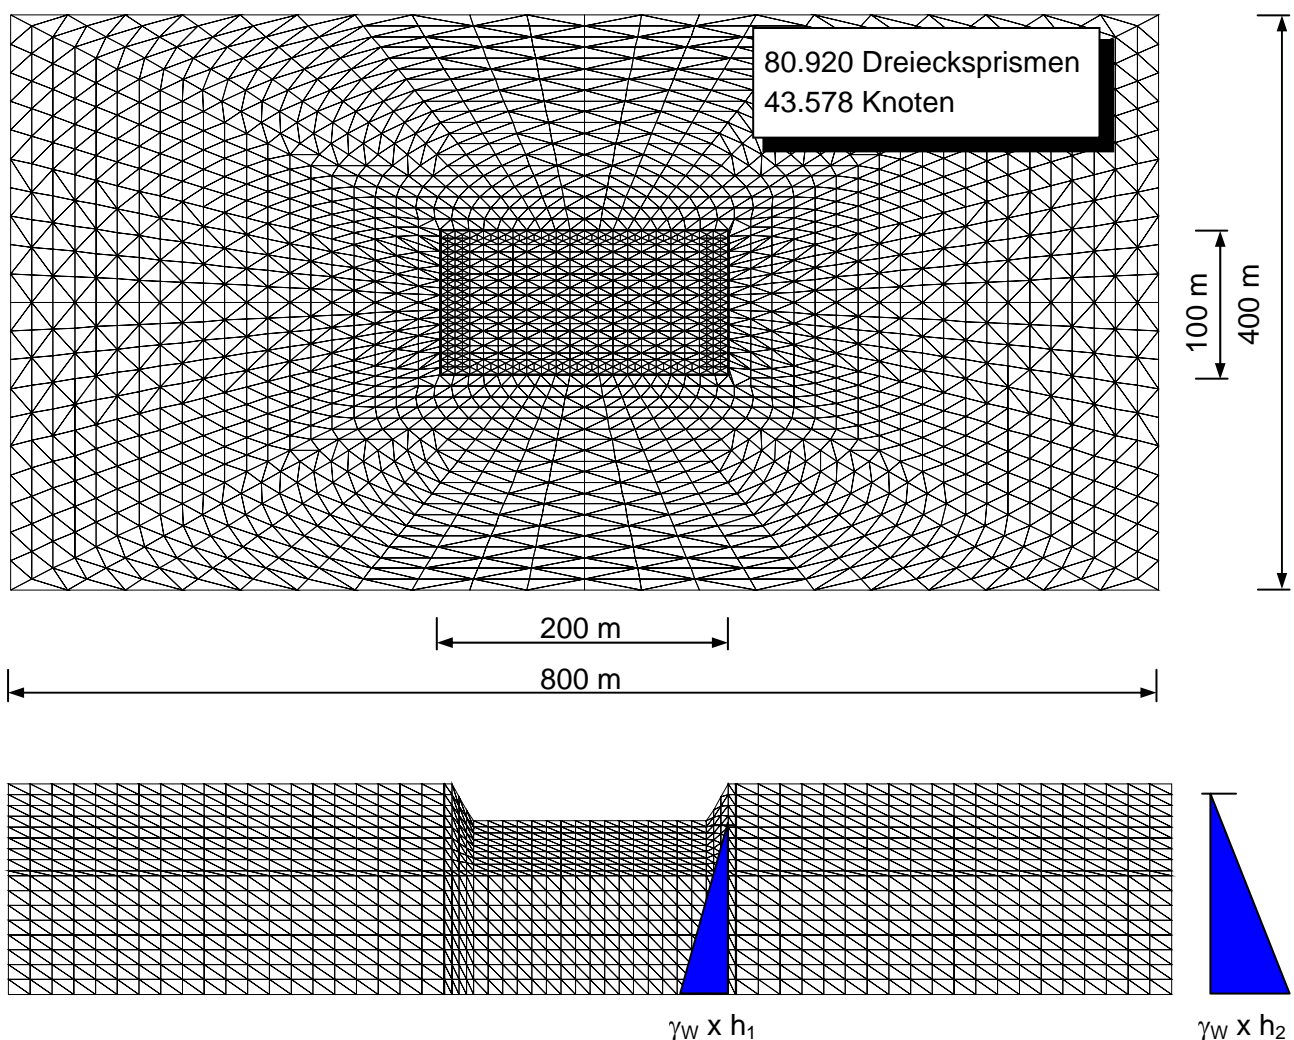 80.920 Dreiecksprismen
43.578 Knoten
100 m
400 m
200 m
800 m
γW x h1
γW x h2